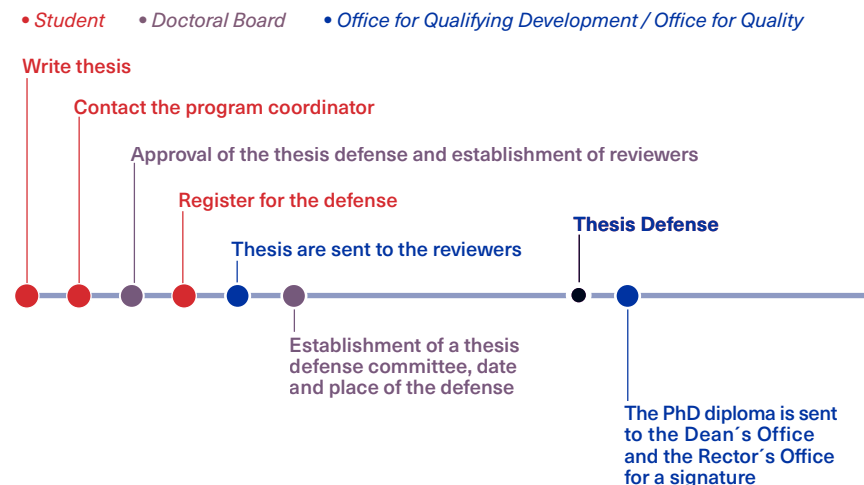 • Student • Doctoral Board • Office for Qualifying Development / Office for Quality
Write thesis
Contact the program coordinator
Approval of the thesis defense and establishment of reviewers
Register for the defense
Thesis Defense
Thesis are sent to the reviewers
Establishment of a thesis
defense committee, date
and place of the defense
The PhD diploma is sent
to the Dean´s Office
and the Rector´s Office
for a signature